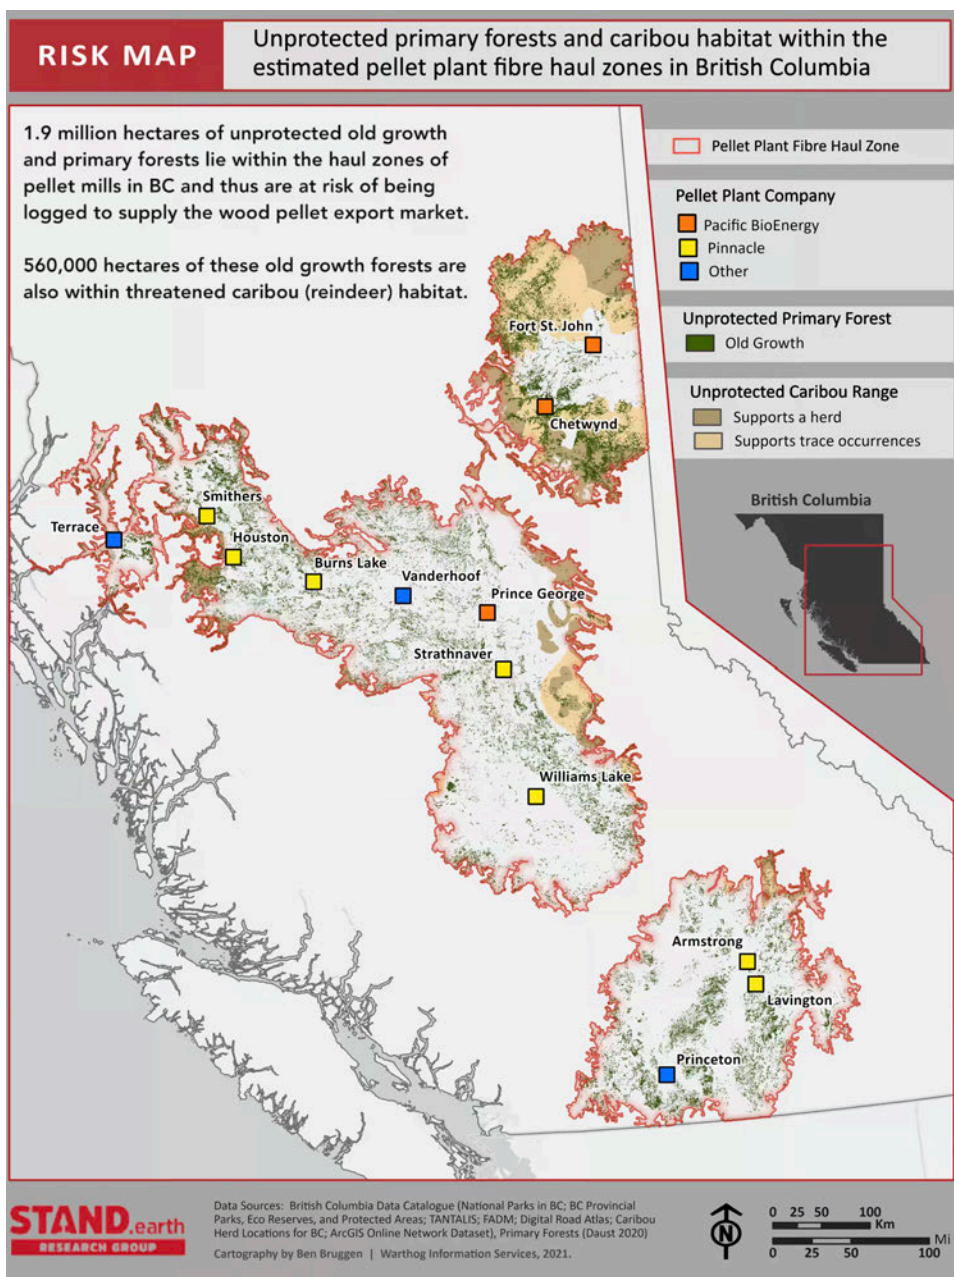 RISK MAP
Unprotected primary forests and caribou habitat within the
estimated pellet plant fibre haul zones in British Columbia
1.9 million hectares of unprotected old growth
and primary forests lie within the haul zones of
pellet mills in BC and thus are at risk of being
logged to supply the wood pellet export market.
560,000 hectares of these old growth forests are
also within threatened caribou (reindeer) habitat.
Pellet Plant Fibre Haul Zone
Pellet Plant Company
Pacific BioEnergy
Pinnacle
Other
Unprotected Primary Forest
Old Growth
Unprotected Caribou Range
Supports a herd
Supports trace occurrences
British Columbia
Fort St. John
Chetwynd
Smithers
Terrace
Houston
Burns Lake
Vanderhoof
Prince George
Strathnaver
Williams Lake
Armstrong
Lavington
Princeton
STAND.earth
RESEARCH GROUP
Data Sources: British Columbia Data Catalogue (National Parks in BC; BC Provincial
Parks, Eco Reserves, and Protected Areas; TANTALIS; FADM; Digital Road Atlas; Caribou
Herd Locations for BC; ArcGIS Online Network Dataset), Primary Forests (Daust 2020)
Cartography by Ben Bruggen | Warthog Information Services, 2021.
N
0 25 50 100
Km
Mi
0 25 50 100